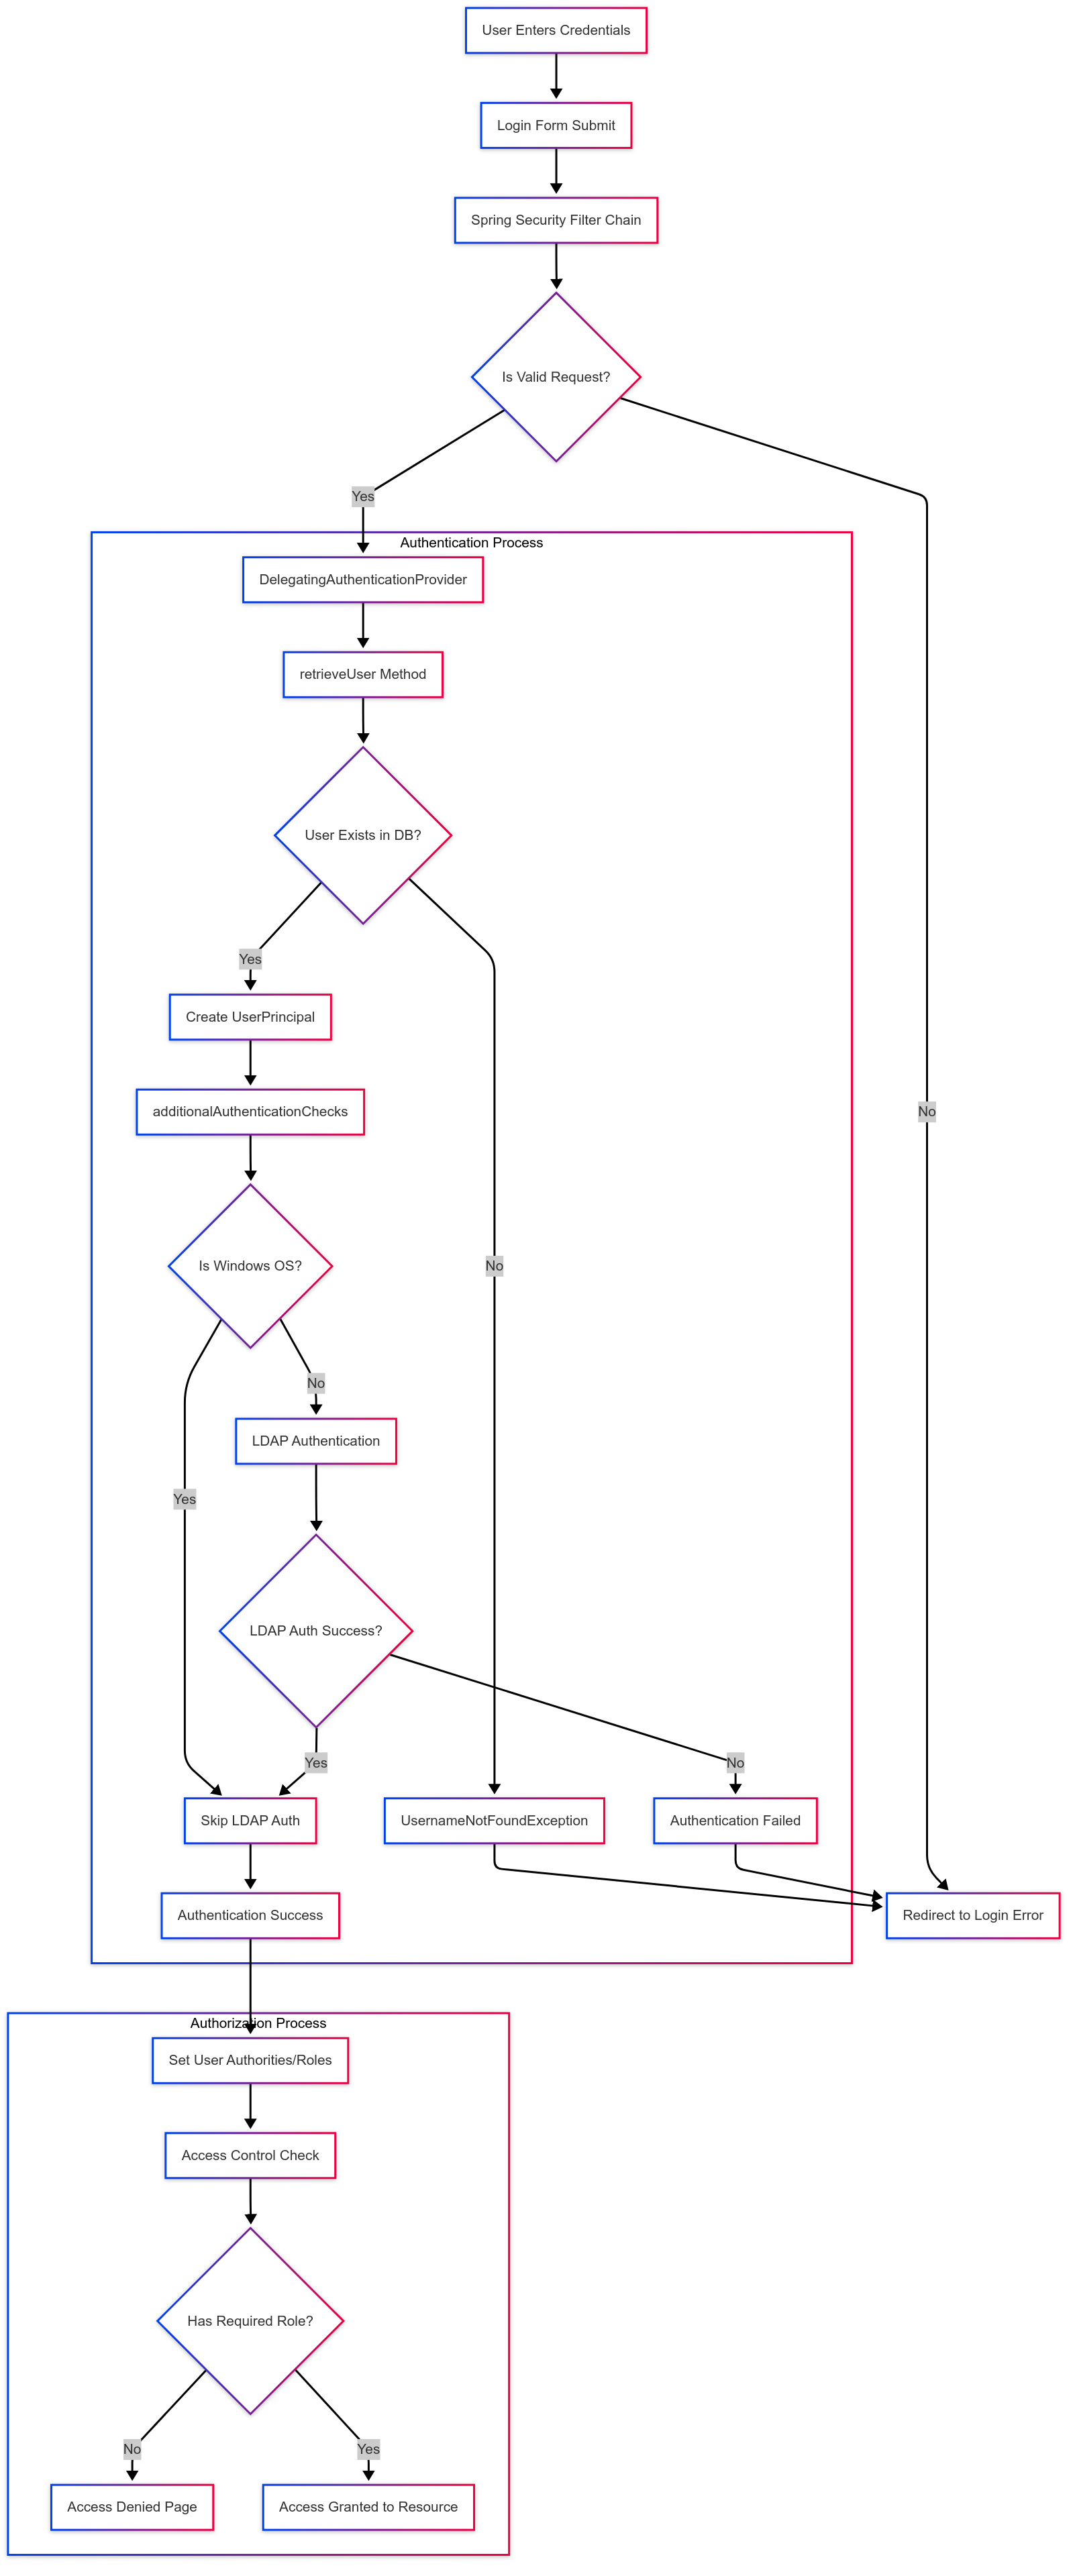 User Enters Credentials
Login Form Submit
Spring Security Filter Chain
Is Valid Request?
Yes
Authentication Process
DelegatingAuthenticationProvider
retrieveUser Method
User Exists in DB?
Yes
Create UserPrincipal
additionalAuthenticationChecks
No
Is Windows OS?
No
No
LDAP Authentication
Yes
LDAP Auth Success?
Yes
No
Skip LDAP Auth
UsernameNotFoundException
Authentication Failed
Authentication Success
Redirect to Login Error
Authorization Process
Set User Authorities/Roles
Access Control Check
Has Required Role?
No
Yes
Access Denied Page
Access Granted to Resource